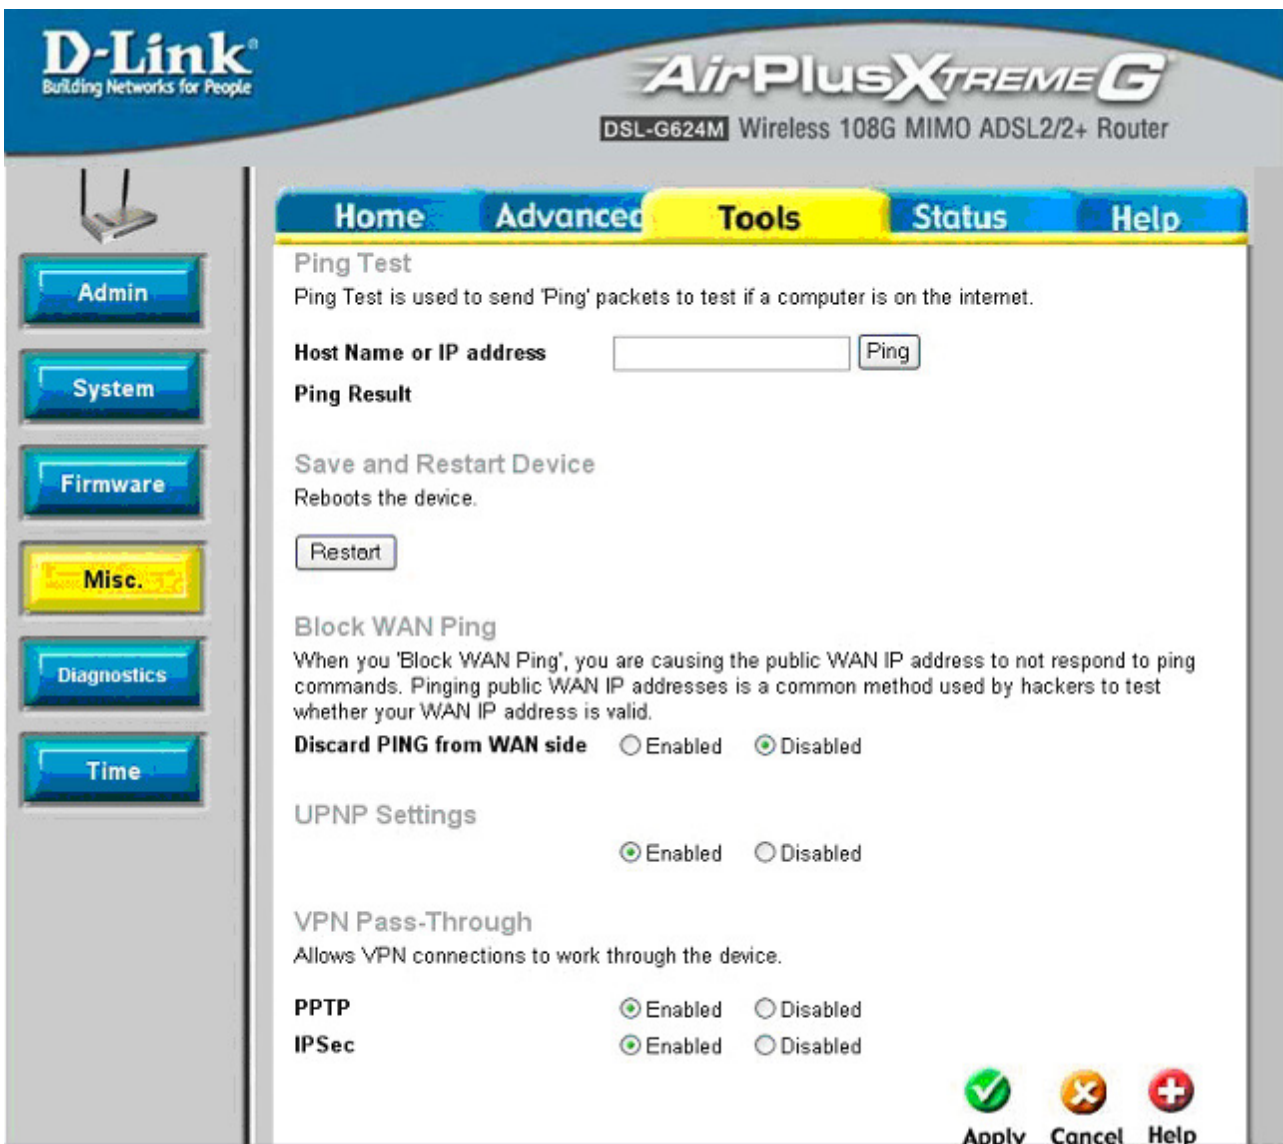 D-Link®
Building Networks for People
AirPlusXTREMEG
DSL-G624M Wireless 108G MIMO ADSL2/2+ Router
Home Advanced Tools Status Help
Admin
System
Firmware
Misc.
Diagnostics
Time
Ping Test
Ping Test is used to send 'Ping' packets to test if a computer is on the internet.
Host Name or IP address Ping
Ping Result
Save and Restart Device
Reboots the device.
Restart
Block WAN Ping
When you 'Block WAN Ping', you are causing the public WAN IP address to not respond to ping
commands. Pinging public WAN IP addresses is a common method used by hackers to test
whether your WAN IP address is valid.
Discard PING from WAN side Enabled Disabled
UPNP Settings
Enabled Disabled
VPN Pass-Through
Allows VPN connections to work through the device.
PPTP Enabled Disabled
IPSec Enabled Disabled
Apply Cancel Help